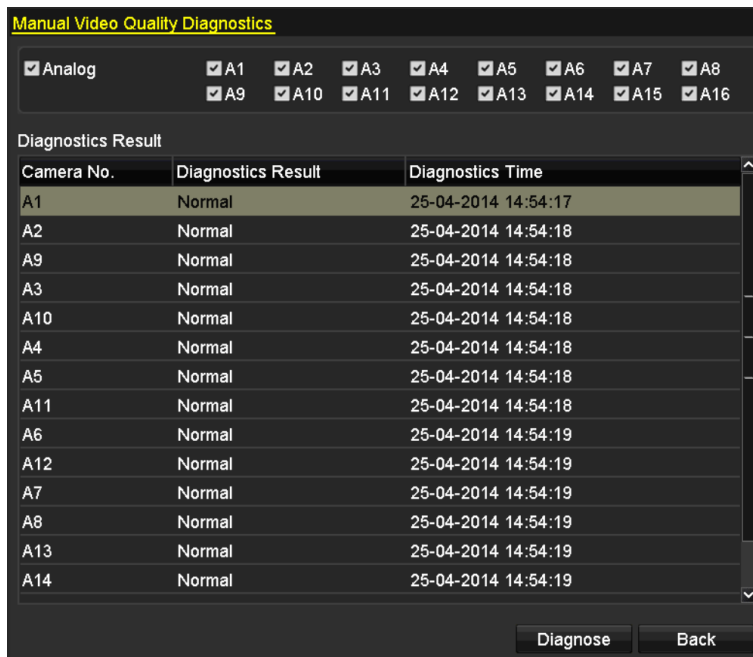 Manual Video Quality Diagnostics
Analog A1 A2 A3 A4 A5 A6 A7 A8
A9 A10 A11 A12 A13 A14 A15 A16
Diagnostics Result
Camera No. Diagnostics Result Diagnostics Time
A1 Normal 25-04-2014 14:54:17
A2 Normal 25-04-2014 14:54:18
A9 Normal 25-04-2014 14:54:18
A3 Normal 25-04-2014 14:54:18
A10 Normal 25-04-2014 14:54:18
A4 Normal 25-04-2014 14:54:18
A5 Normal 25-04-2014 14:54:18
A11 Normal 25-04-2014 14:54:18
A6 Normal 25-04-2014 14:54:19
A12 Normal 25-04-2014 14:54:19
A7 Normal 25-04-2014 14:54:19
A8 Normal 25-04-2014 14:54:19
A13 Normal 25-04-2014 14:54:19
A14 Normal 25-04-2014 14:54:19
Diagnose Back